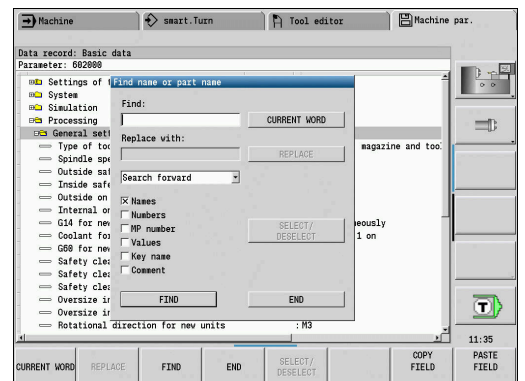 Machine
smart.Turn
Tool editor
Machine par.
Data record: Basic data
Parameter: 602000
Settings of t
System
Simulation
Processing
General sett
Type of too
magazine and tool
Spindle spe
Outside saf
Inside safe
Outside on
Internal on
G14 for new
eously
Coolant for
1 on
G60 for new
Safety clea
Safety clea
Safety clea
Oversize in
Oversize in
Rotational direction for new units : M3
Find name or part name
Find:
CURRENT WORD
Replace with:
REPLACE
Search forward
Names
Numbers
MP number
SELECT/
DESELECT
Values
Key name
Comment
FIND
END
T
11:35
CURRENT WORD
REPLACE
FIND
END
SELECT/
DESELECT
COPY
FIELD
PASTE
FIELD